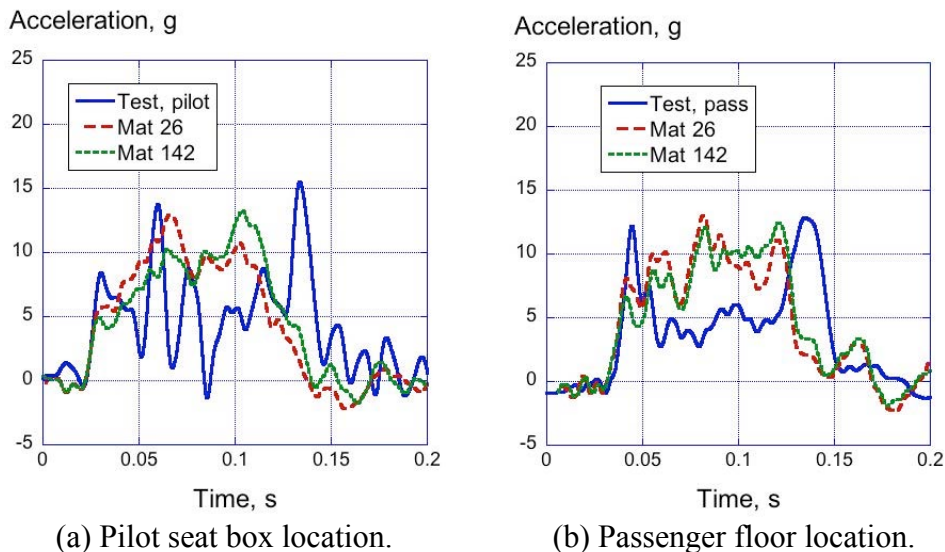 Acceleration, g
25
20
15
10
5
0
-5
Test, pilot
Mat 26
Mat 142
0 0.05 0.1 0.15 0.2
Time, s
(a) Pilot seat box location.
Acceleration, g
25
20
15
10
5
0
-5
Test, pass
Mat 26
Mat 142
0 0.05 0.1 0.15 0.2
Time, s
(b) Passenger floor location.